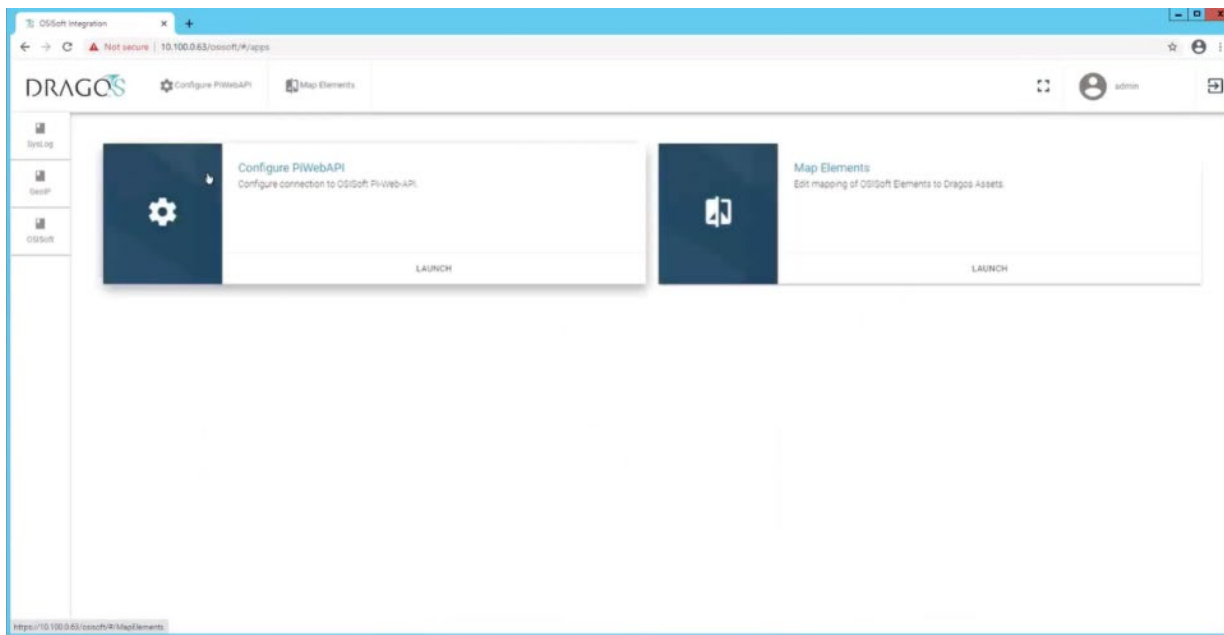 OSISoft Integration
Not secure | 10.100.0.63/osisoft/#/apps
DRAGOS
Configure PiWebAPI
Map Elements
admin
SysLog
GeoIP
OSISoft
Configure PiWebAPI
Configure connection to OSISoft Pi-Web-API.
LAUNCH
Map Elements
Edit mapping of OSISoft Elements to Dragos Assets.
LAUNCH
https://10.100.0.63/osisoft/#/MapElements